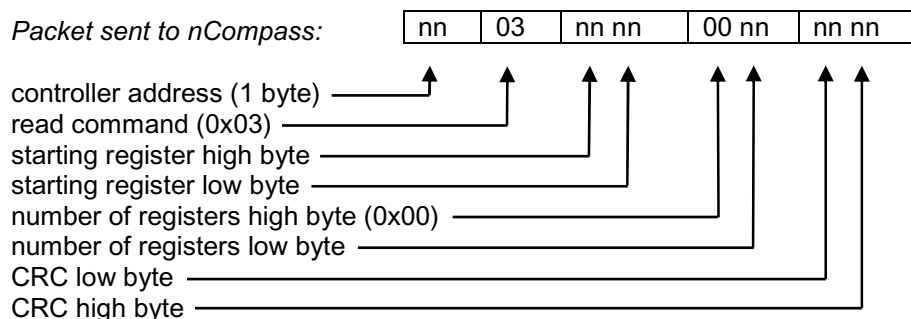 Packet sent to nCompass: nn 03 nn nn 00 nn nn nn
controller address (1 byte)
read command (0x03)
starting register high byte
starting register low byte
number of registers high byte (0x00)
number of registers low byte
CRC low byte
CRC high byte